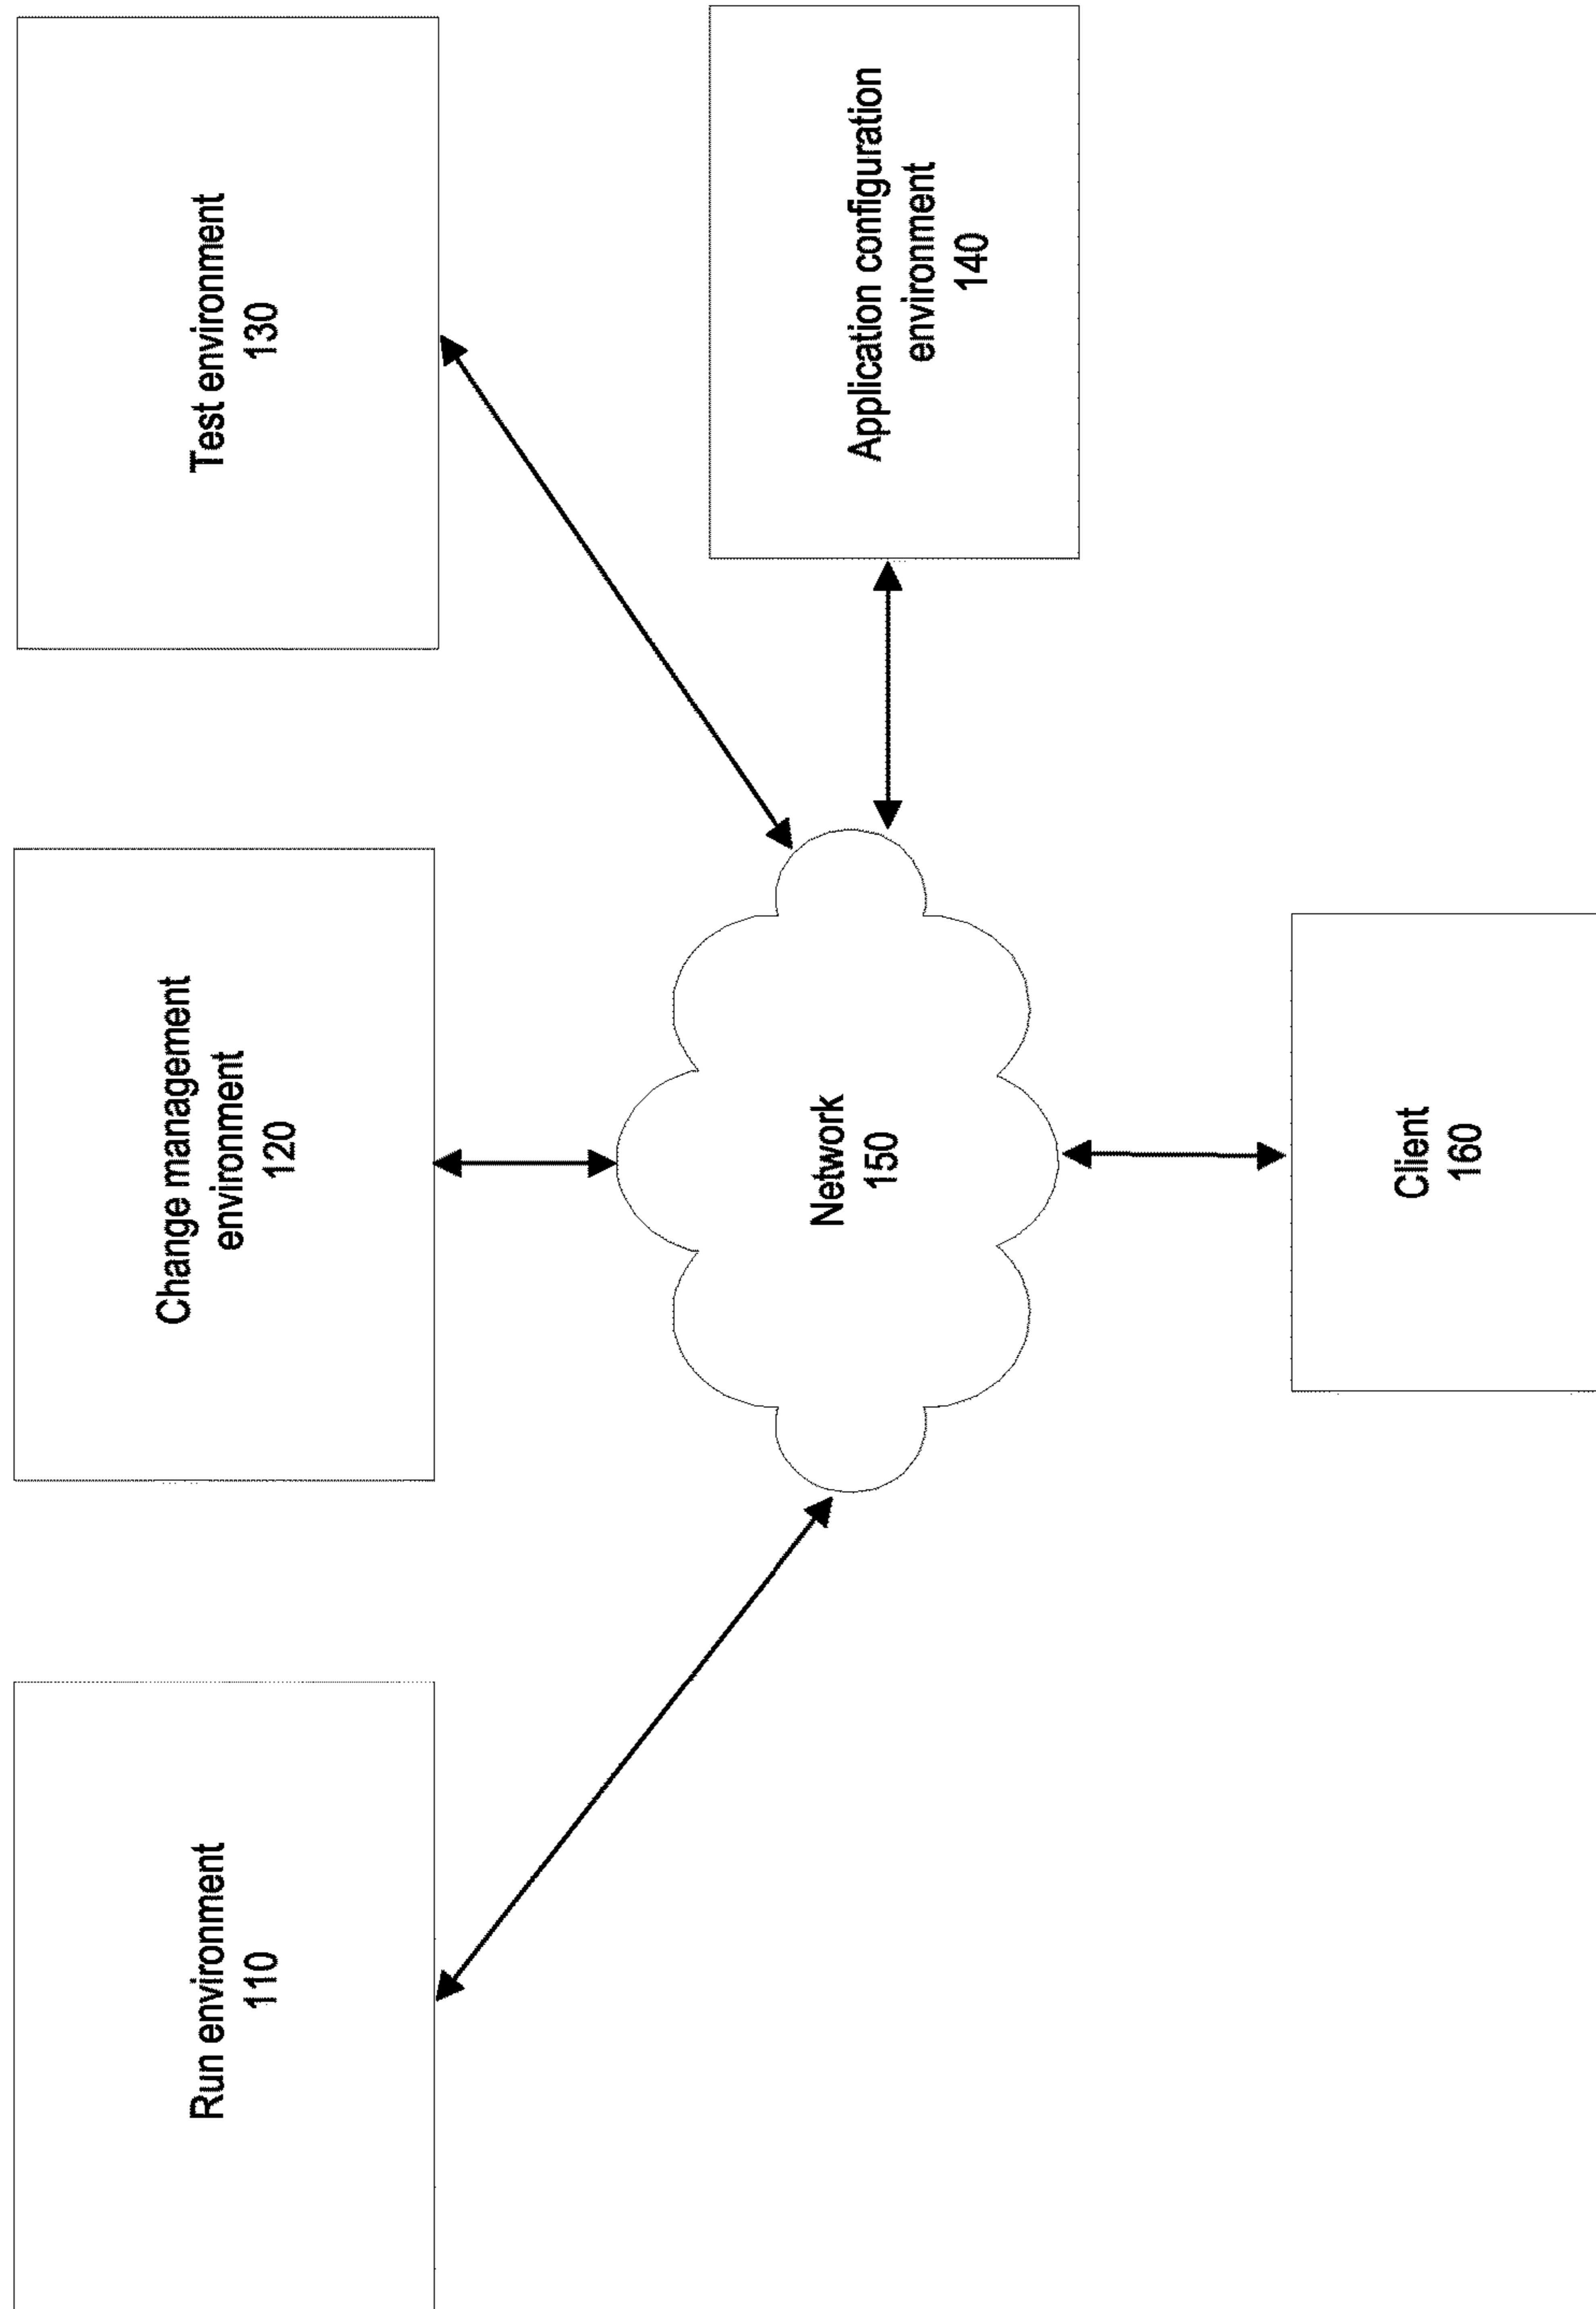 Run environment
110
Change management
environment
120
Test environment
130
Network
150
Application configuration
environment
140
Client
160